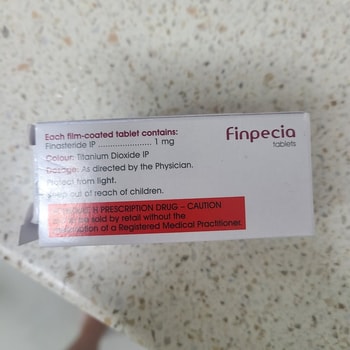 Each film-coated tablet contains:
Finasteride IP ........................ 1 mg
Colour: Titanium Dioxide IP
Dosage: As directed by the Physician.
Protect from light.
Keep out of reach of children.
PRESCRIPTION DRUG – CAUTION
sold by retail without the
of a Registered Medical Practitioner.
Finpecia
tablets